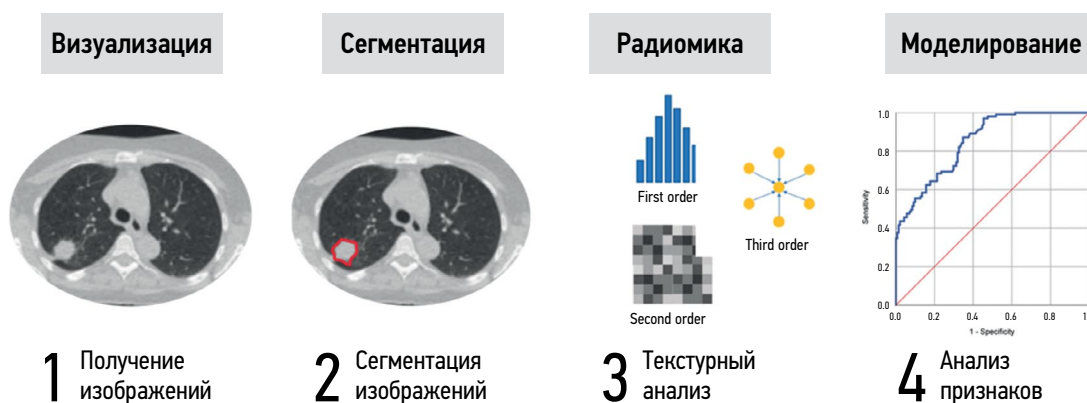 Визуализация
Сегментация
Радиомика
Моделирование
First order
Third order
Second order
1.0
0.8
0.6
0.4
0.2
0.0
Sensitivity
0.0 0.2 0.4 0.6 0.8
1 - Specificity
1 Получение
изображений
2 Сегментация
изображений
3 Текстурный
анализ
4 Анализ
признаков